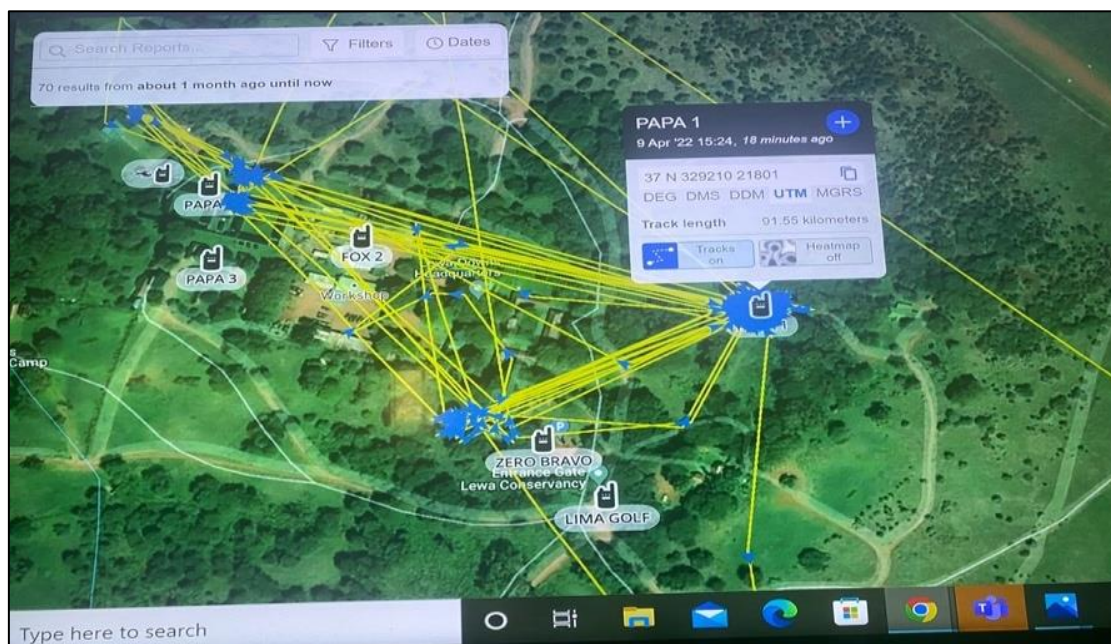 Search Reports...
Filters
Dates
70 results from about 1 month ago until now
PAPA 1
9 Apr '22 15:24, 18 minutes ago
37 N 329210 21801
DEG DMS DDM UTM MGRS
Track length 91.55 kilometers
Tracks on
Heatmap off
PAPA
FOX 2
Headquarters
PAPA 3
Workshop
Camp
P
ZERO BRAVO
Entrance Gate
Lewa Conservancy
LIMA GOLF
Type here to search